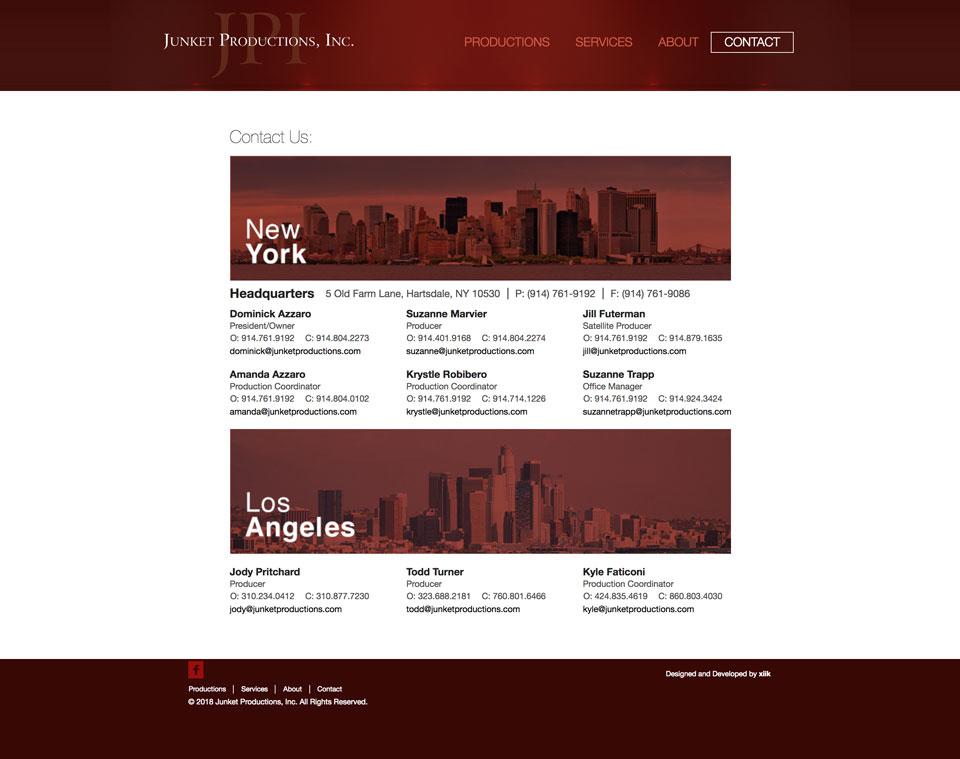 JPI
JUNKET PRODUCTIONS, INC.
PRODUCTIONS SERVICES ABOUT CONTACT
Contact Us:
New
York
Headquarters 5 Old Farm Lane, Hartsdale, NY 10530 | P: (914) 761-9192 | F: (914) 761-9086
Dominick Azzaro
President/Owner
O: 914.761.9192 C: 914.804.2273
dominick@junketproductions.com
Suzanne Marvier
Producer
O: 914.401.9168 C: 914.804.2274
suzanne@junketproductions.com
Jill Futerman
Satellite Producer
O: 914.761.9192 C: 914.879.1635
jill@junketproductions.com
Amanda Azzaro
Production Coordinator
O: 914.761.9192 C: 914.804.0102
amanda@junketproductions.com
Krystle Robibero
Production Coordinator
O: 914.761.9192 C: 914.714.1226
krystle@junketproductions.com
Suzanne Trapp
Office Manager
O: 914.761.9192 C: 914.924.3424
suzannetrapp@junketproductions.com
Los
Angeles
Jody Pritchard
Producer
O: 310.234.0412 C: 310.877.7230
jody@junketproductions.com
Todd Turner
Producer
O: 323.688.2181 C: 760.801.6466
todd@junketproductions.com
Kyle Faticoni
Production Coordinator
O: 424.835.4619 C: 860.803.4030
kyle@junketproductions.com
f
Designed and Developed by xiik
Productions | Services | About | Contact
© 2018 Junket Productions, Inc. All Rights Reserved.